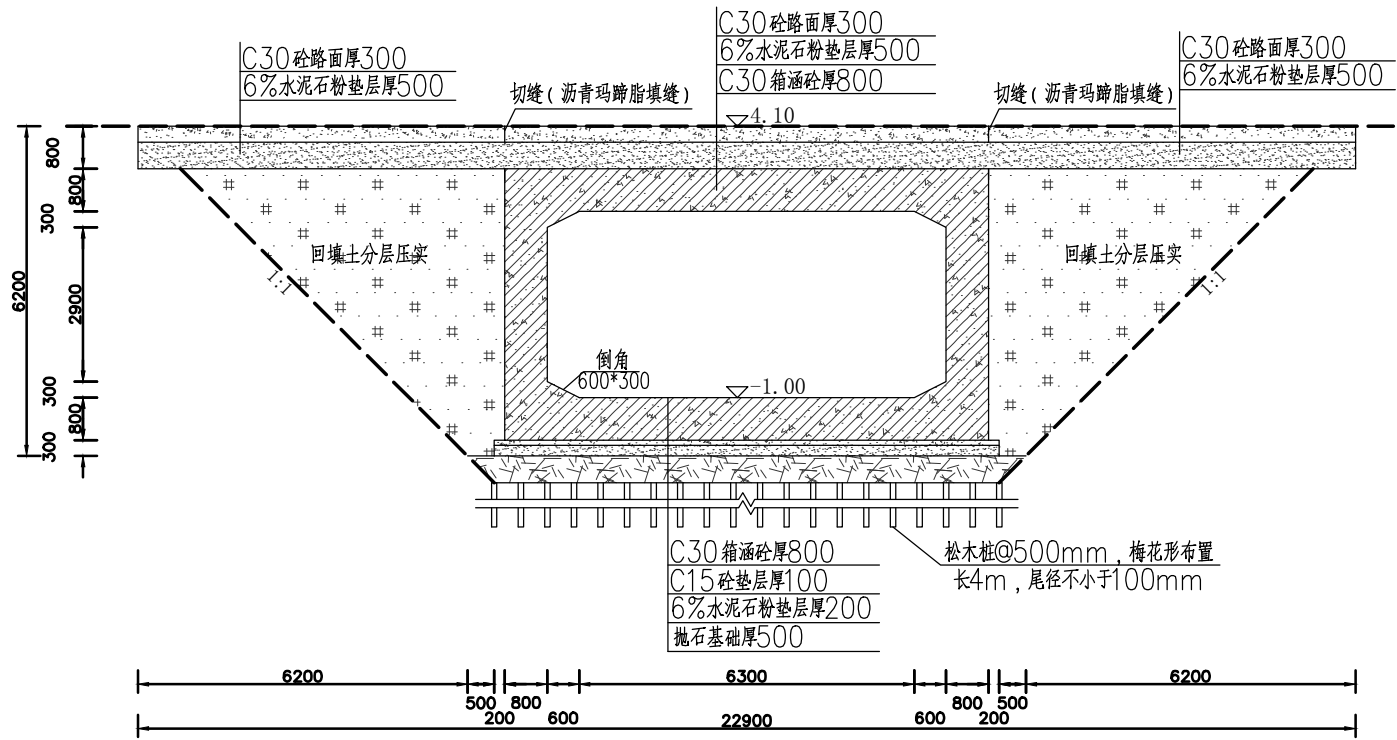 C30砼路面厚300
6%水泥石粉垫层厚500
C30箱涵砼厚800
C30砼路面厚300
6%水泥石粉垫层厚500
C30砼路面厚300
6%水泥石粉垫层厚500
切缝(沥青玛蹄脂填缝)
切缝(沥青玛蹄脂填缝)
4.10
800
800
300
2900
300
800
300
6200
回填土分层压实
回填土分层压实
1:1
1:1
倒角
600*300
-1.00
C30箱涵砼厚800
C15砼垫层厚100
6%水泥石粉垫层厚200
抛石基础厚500
松木桩@500mm,梅花形布置
长4m,尾径不小于100mm
6200
500
200
800
600
6300
600
800
200
500
6200
22900